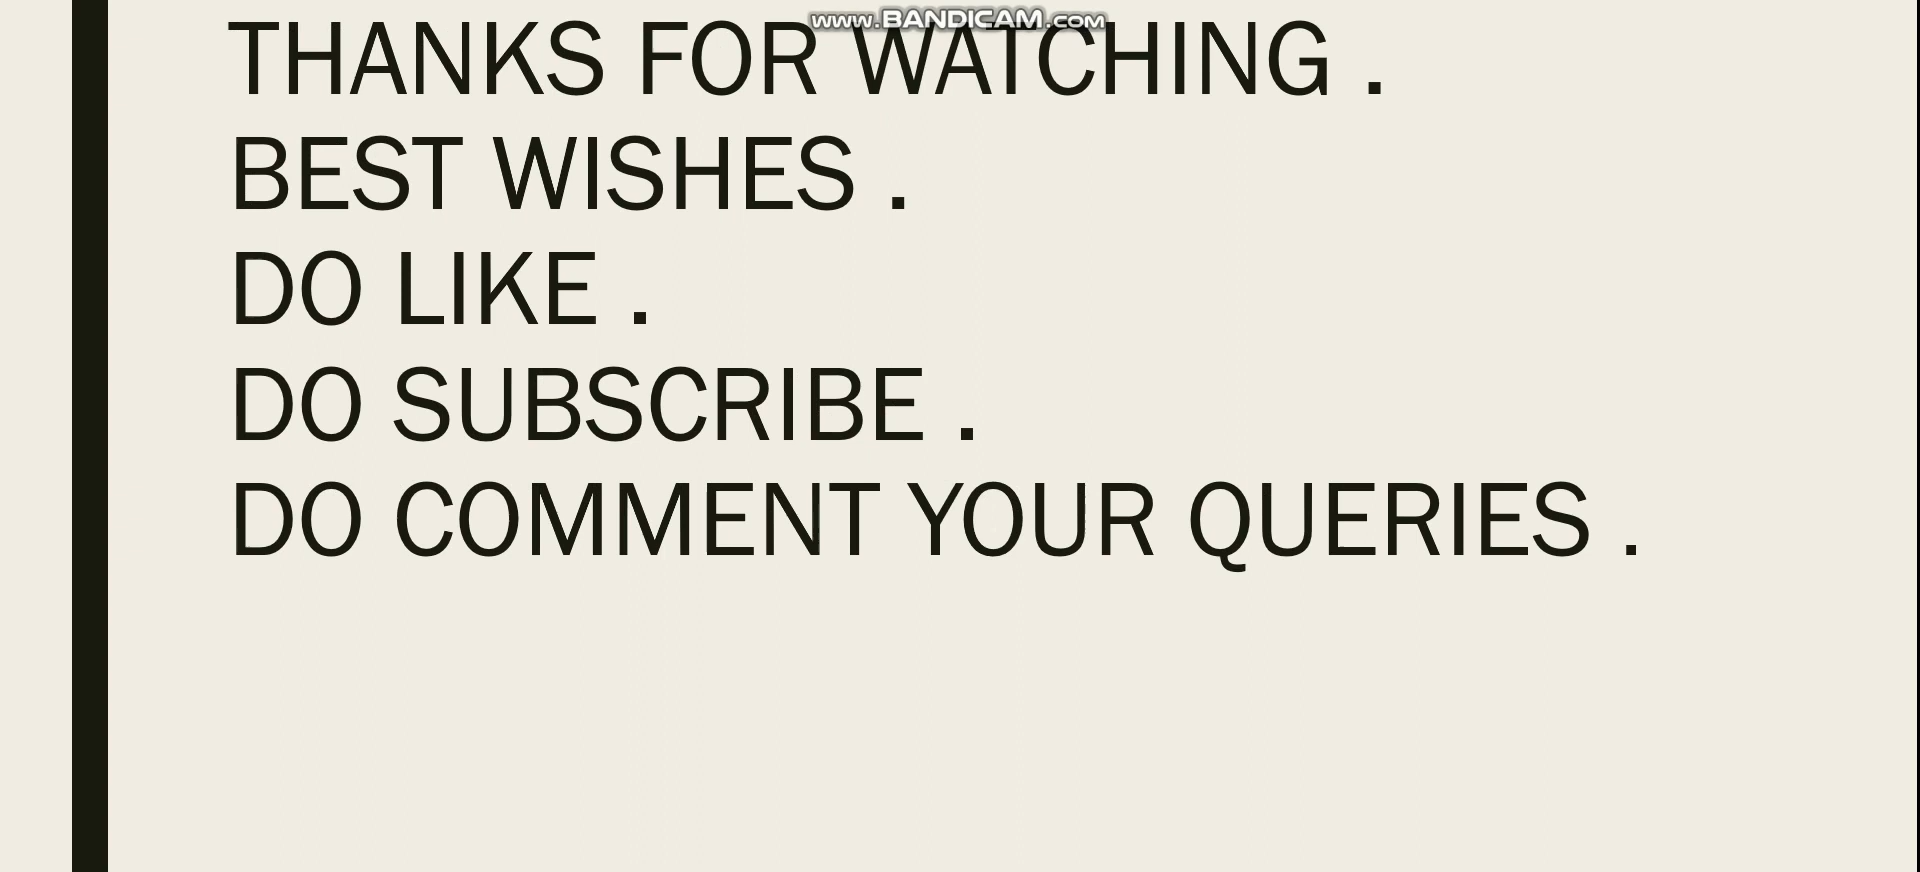 www.BANDICAM.com
THANKS FOR WATCHING .
BEST WISHES .
DO LIKE .
DO SUBSCRIBE .
DO COMMENT YOUR QUERIES .